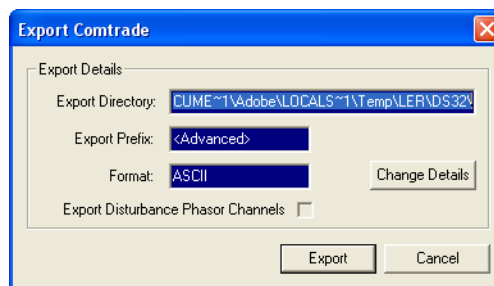 Export Comtrade
Export Details
Export Directory: CUME~1\Adobe\LOCALS~1\Temp\LER\DS32\
Export Prefix: <Advanced>
Format: ASCII
Change Details
Export Disturbance Phasor Channels
Export Cancel